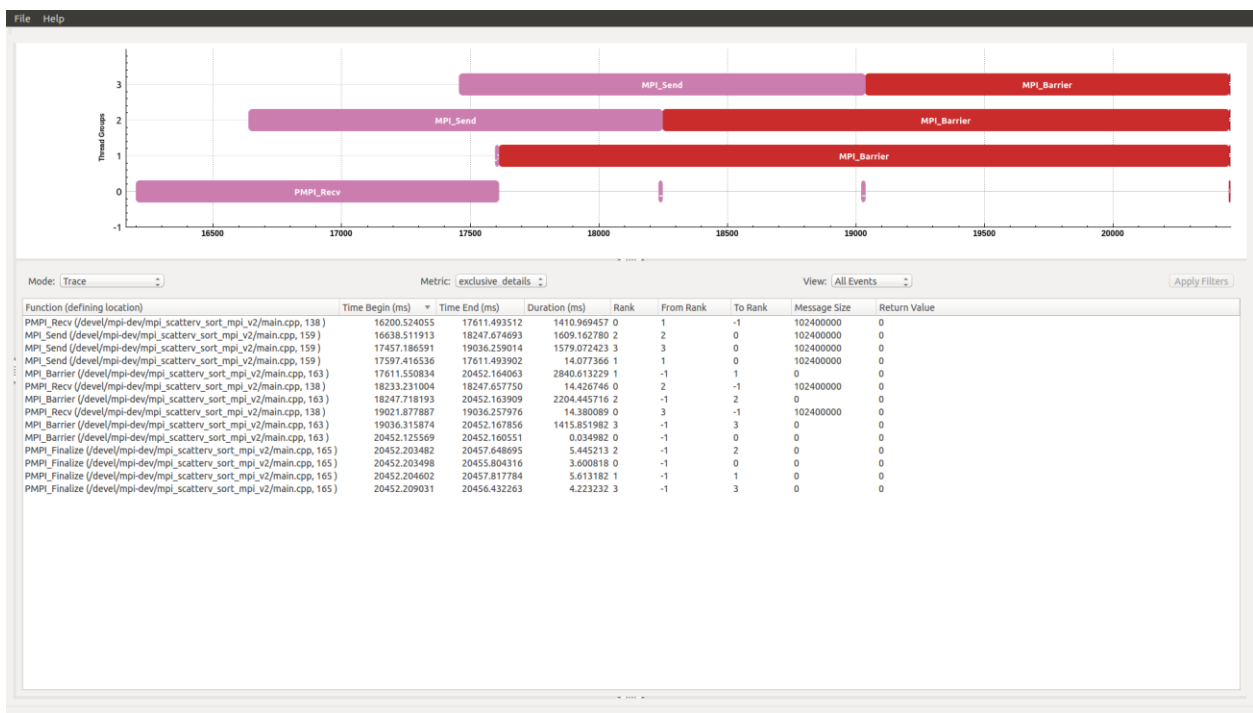 File Help
3 MPI_Send MPI_Barrier
2 MPI_Send MPI_Barrier
Thread Groups
1 MPI_Barrier
0 PMPI_Recv
-1
16500 17000 17500 18000 18500 19000 19500 20000
Mode: Trace Metric: exclusive_details View: All Events Apply Filters
Function (defining location) Time Begin (ms) Time End (ms) Duration (ms) Rank From Rank To Rank Message Size Return Value
PMPI_Recv (/devel/mpi-dev/mpi_scatterv_sort_mpi_v2/main.cpp, 138 ) 16200.524055 17611.493512 1410.969457 0 1 -1 102400000 0
MPI_Send (/devel/mpi-dev/mpi_scatterv_sort_mpi_v2/main.cpp, 159 ) 16638.511913 18247.674693 1609.162780 2 2 0 102400000 0
MPI_Send (/devel/mpi-dev/mpi_scatterv_sort_mpi_v2/main.cpp, 159 ) 17457.186591 19036.259014 1579.072423 3 3 0 102400000 0
MPI_Send (/devel/mpi-dev/mpi_scatterv_sort_mpi_v2/main.cpp, 159 ) 17597.416536 17611.493902 14.077366 1 1 0 102400000 0
MPI_Barrier (/devel/mpi-dev/mpi_scatterv_sort_mpi_v2/main.cpp, 163 ) 17611.550834 20452.164063 2840.613229 1 -1 1 0 0
PMPI_Recv (/devel/mpi-dev/mpi_scatterv_sort_mpi_v2/main.cpp, 138 ) 18233.231004 18247.657750 14.426746 0 2 -1 102400000 0
MPI_Barrier (/devel/mpi-dev/mpi_scatterv_sort_mpi_v2/main.cpp, 163 ) 18247.718193 20452.163909 2204.445716 2 -1 2 0 0
PMPI_Recv (/devel/mpi-dev/mpi_scatterv_sort_mpi_v2/main.cpp, 138 ) 19021.877887 19036.257976 14.380089 0 3 -1 102400000 0
MPI_Barrier (/devel/mpi-dev/mpi_scatterv_sort_mpi_v2/main.cpp, 163 ) 19036.315874 20452.167856 1415.851982 3 -1 3 0 0
MPI_Barrier (/devel/mpi-dev/mpi_scatterv_sort_mpi_v2/main.cpp, 163 ) 20452.125569 20452.160551 0.034982 0 -1 0 0 0
PMPI_Finalize (/devel/mpi-dev/mpi_scatterv_sort_mpi_v2/main.cpp, 165 ) 20452.203482 20457.648695 5.445213 2 -1 2 0 0
PMPI_Finalize (/devel/mpi-dev/mpi_scatterv_sort_mpi_v2/main.cpp, 165 ) 20452.203498 20455.804316 3.600818 0 -1 0 0 0
PMPI_Finalize (/devel/mpi-dev/mpi_scatterv_sort_mpi_v2/main.cpp, 165 ) 20452.204602 20457.817784 5.613182 1 -1 1 0 0
PMPI_Finalize (/devel/mpi-dev/mpi_scatterv_sort_mpi_v2/main.cpp, 165 ) 20452.209031 20456.432263 4.223232 3 -1 3 0 0